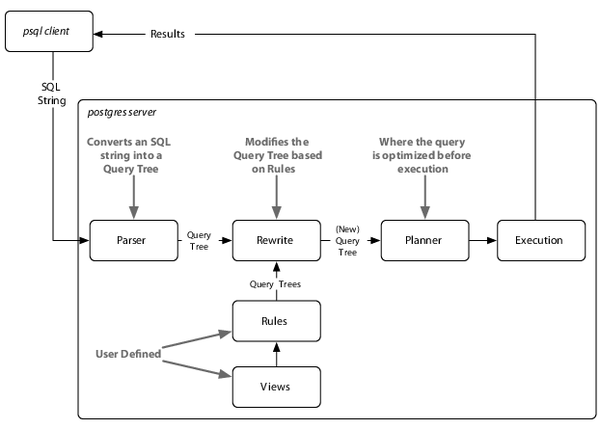 psql client
Results
SQL
String
postgres server
Converts an SQL
string into a
Query Tree
Modifies the
Query Tree based
on Rules
Where the query
is optimized before
execution
Parser
Query
Tree
Rewrite
(New)
Query
Tree
Planner
Execution
Query Trees
Rules
User Defined
Views